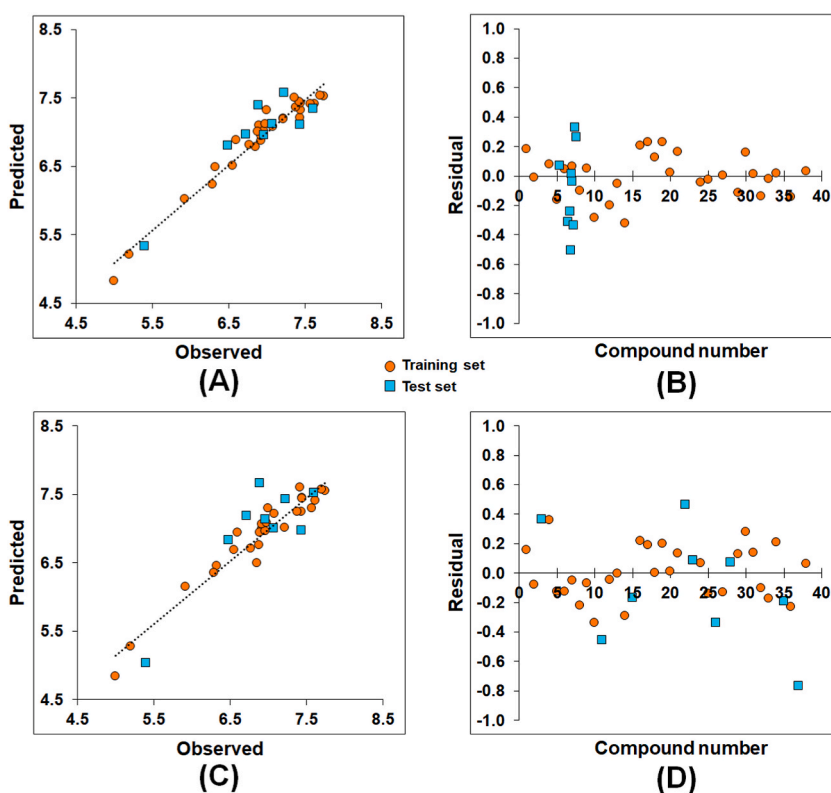 8.5
7.5
6.5
5.5
4.5
Predicted
4.5 5.5 6.5 7.5 8.5
Observed
(A)
1.0
0.8
0.6
0.4
0.2
0.0
-0.2
-0.4
-0.6
-0.8
-1.0
Residual
0 5 10 15 20 25 30 35 40
Compound number
(B)
Training set
Test set
8.5
7.5
6.5
5.5
4.5
Predicted
4.5 5.5 6.5 7.5 8.5
Observed
(C)
1.0
0.8
0.6
0.4
0.2
0.0
-0.2
-0.4
-0.6
-0.8
-1.0
Residual
0 5 10 15 20 25 30 35 40
Compound number
(D)